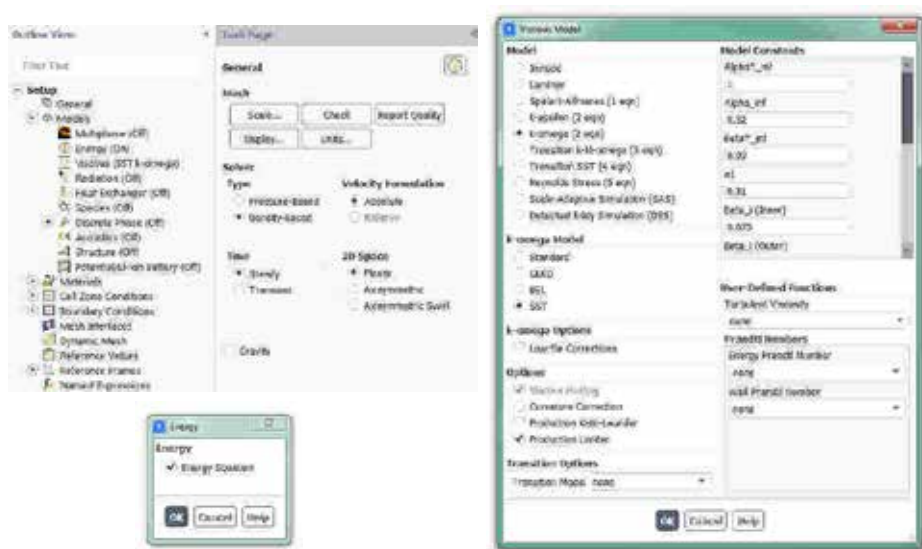 Outline View
Filter Text
Setup
General
Models
Multiphase (Off)
Energy (On)
Viscous (SST k-omega)
Radiation (Off)
Heat Exchanger (Off)
Species (Off)
Discrete Phase (Off)
Acoustics (Off)
Structure (Off)
Potential/Li-ion Battery (Off)
Materials
Cell Zone Conditions
Boundary Conditions
Mesh Interfaces
Dynamic Mesh
Reference Values
Reference Frames
Named Expressions
Task Page
General
Mesh
Scale... Check Report Quality
Display... Units...
Solver
Type Velocity Formulation
Pressure-Based Absolute
Density-Based Relative
Time 2D Space
Steady Planar
Transient Axisymmetric
Axisymmetric Swirl
Gravity
Energy
Energy
Energy Equation
OK Cancel Help
Viscous Model
Model
Inviscid
Laminar
Spalart-Allmaras (1 eqn)
k-epsilon (2 eqn)
k-omega (2 eqn)
Transition k-kl-omega (3 eqn)
Transition SST (4 eqn)
Reynolds Stress (5 eqn)
Scale-Adaptive Simulation (SAS)
Detached Eddy Simulation (DES)
k-omega Model
Standard
GEKO
BSL
SST
k-omega Options
Low-Re Corrections
Options
Viscous Heating
Curvature Correction
Production Kato-Launder
Production Limiter
Transition Options
Transition Model none
Model Constants
Alpha*_inf
1
Alpha_inf
0.52
Beta*_inf
0.09
a1
0.31
Beta_i (Inner)
0.075
Beta_i (Outer)
User-Defined Functions
Turbulent Viscosity
none
Prandtl Numbers
Energy Prandtl Number
none
Wall Prandtl Number
none
OK Cancel Help